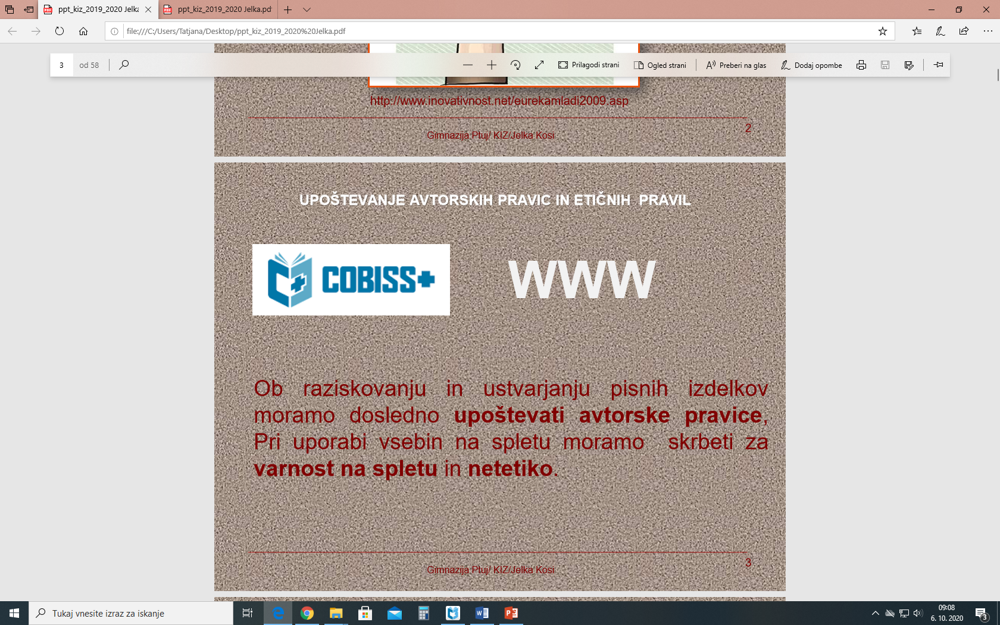 ppt_kiz_2019_2020 Jelka
ppt_kiz_2019_2020 Jelka.pdf
file:///C:/Users/Tatjana/Desktop/ppt_kiz_2019_2020%20Jelka.pdf
3 od 58
Prilagodi strani
Ogled strani
Preberi na glas
Dodaj opombe
http://www.inovativnost.net/eurekamladi2009.asp
2
Gimnazija Ptuj/ KIZ/Jelka Kosi
UPOŠTEVANJE AVTORSKIH PRAVIC IN ETIČNIH PRAVIL
COBISS+
WWW
Ob raziskovanju in ustvarjanju pisnih izdelkov
moramo dosledno upoštevati avtorske pravice,
Pri uporabi vsebin na spletu moramo skrbeti za
varnost na spletu in netetiko.
3
Gimnazija Ptuj/ KIZ/Jelka Kosi
Tukaj vnesite izraz za iskanje
09:08
6. 10. 2020
3